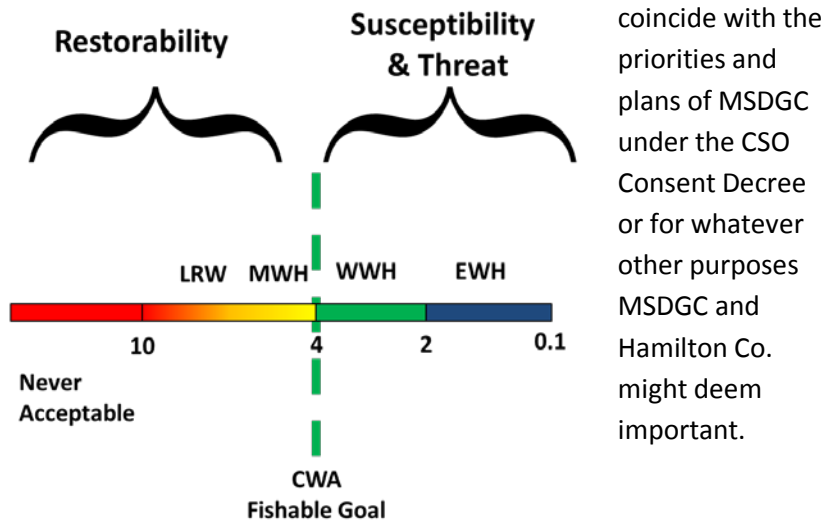 Restorability
Susceptibility
& Threat
LRW MWH WWH EWH
10 4 2 0.1
Never
Acceptable
CWA
Fishable Goal
coincide with the
priorities and
plans of MSDGC
under the CSO
Consent Decree
or for whatever
other purposes
MSDGC and
Hamilton Co.
might deem
important.